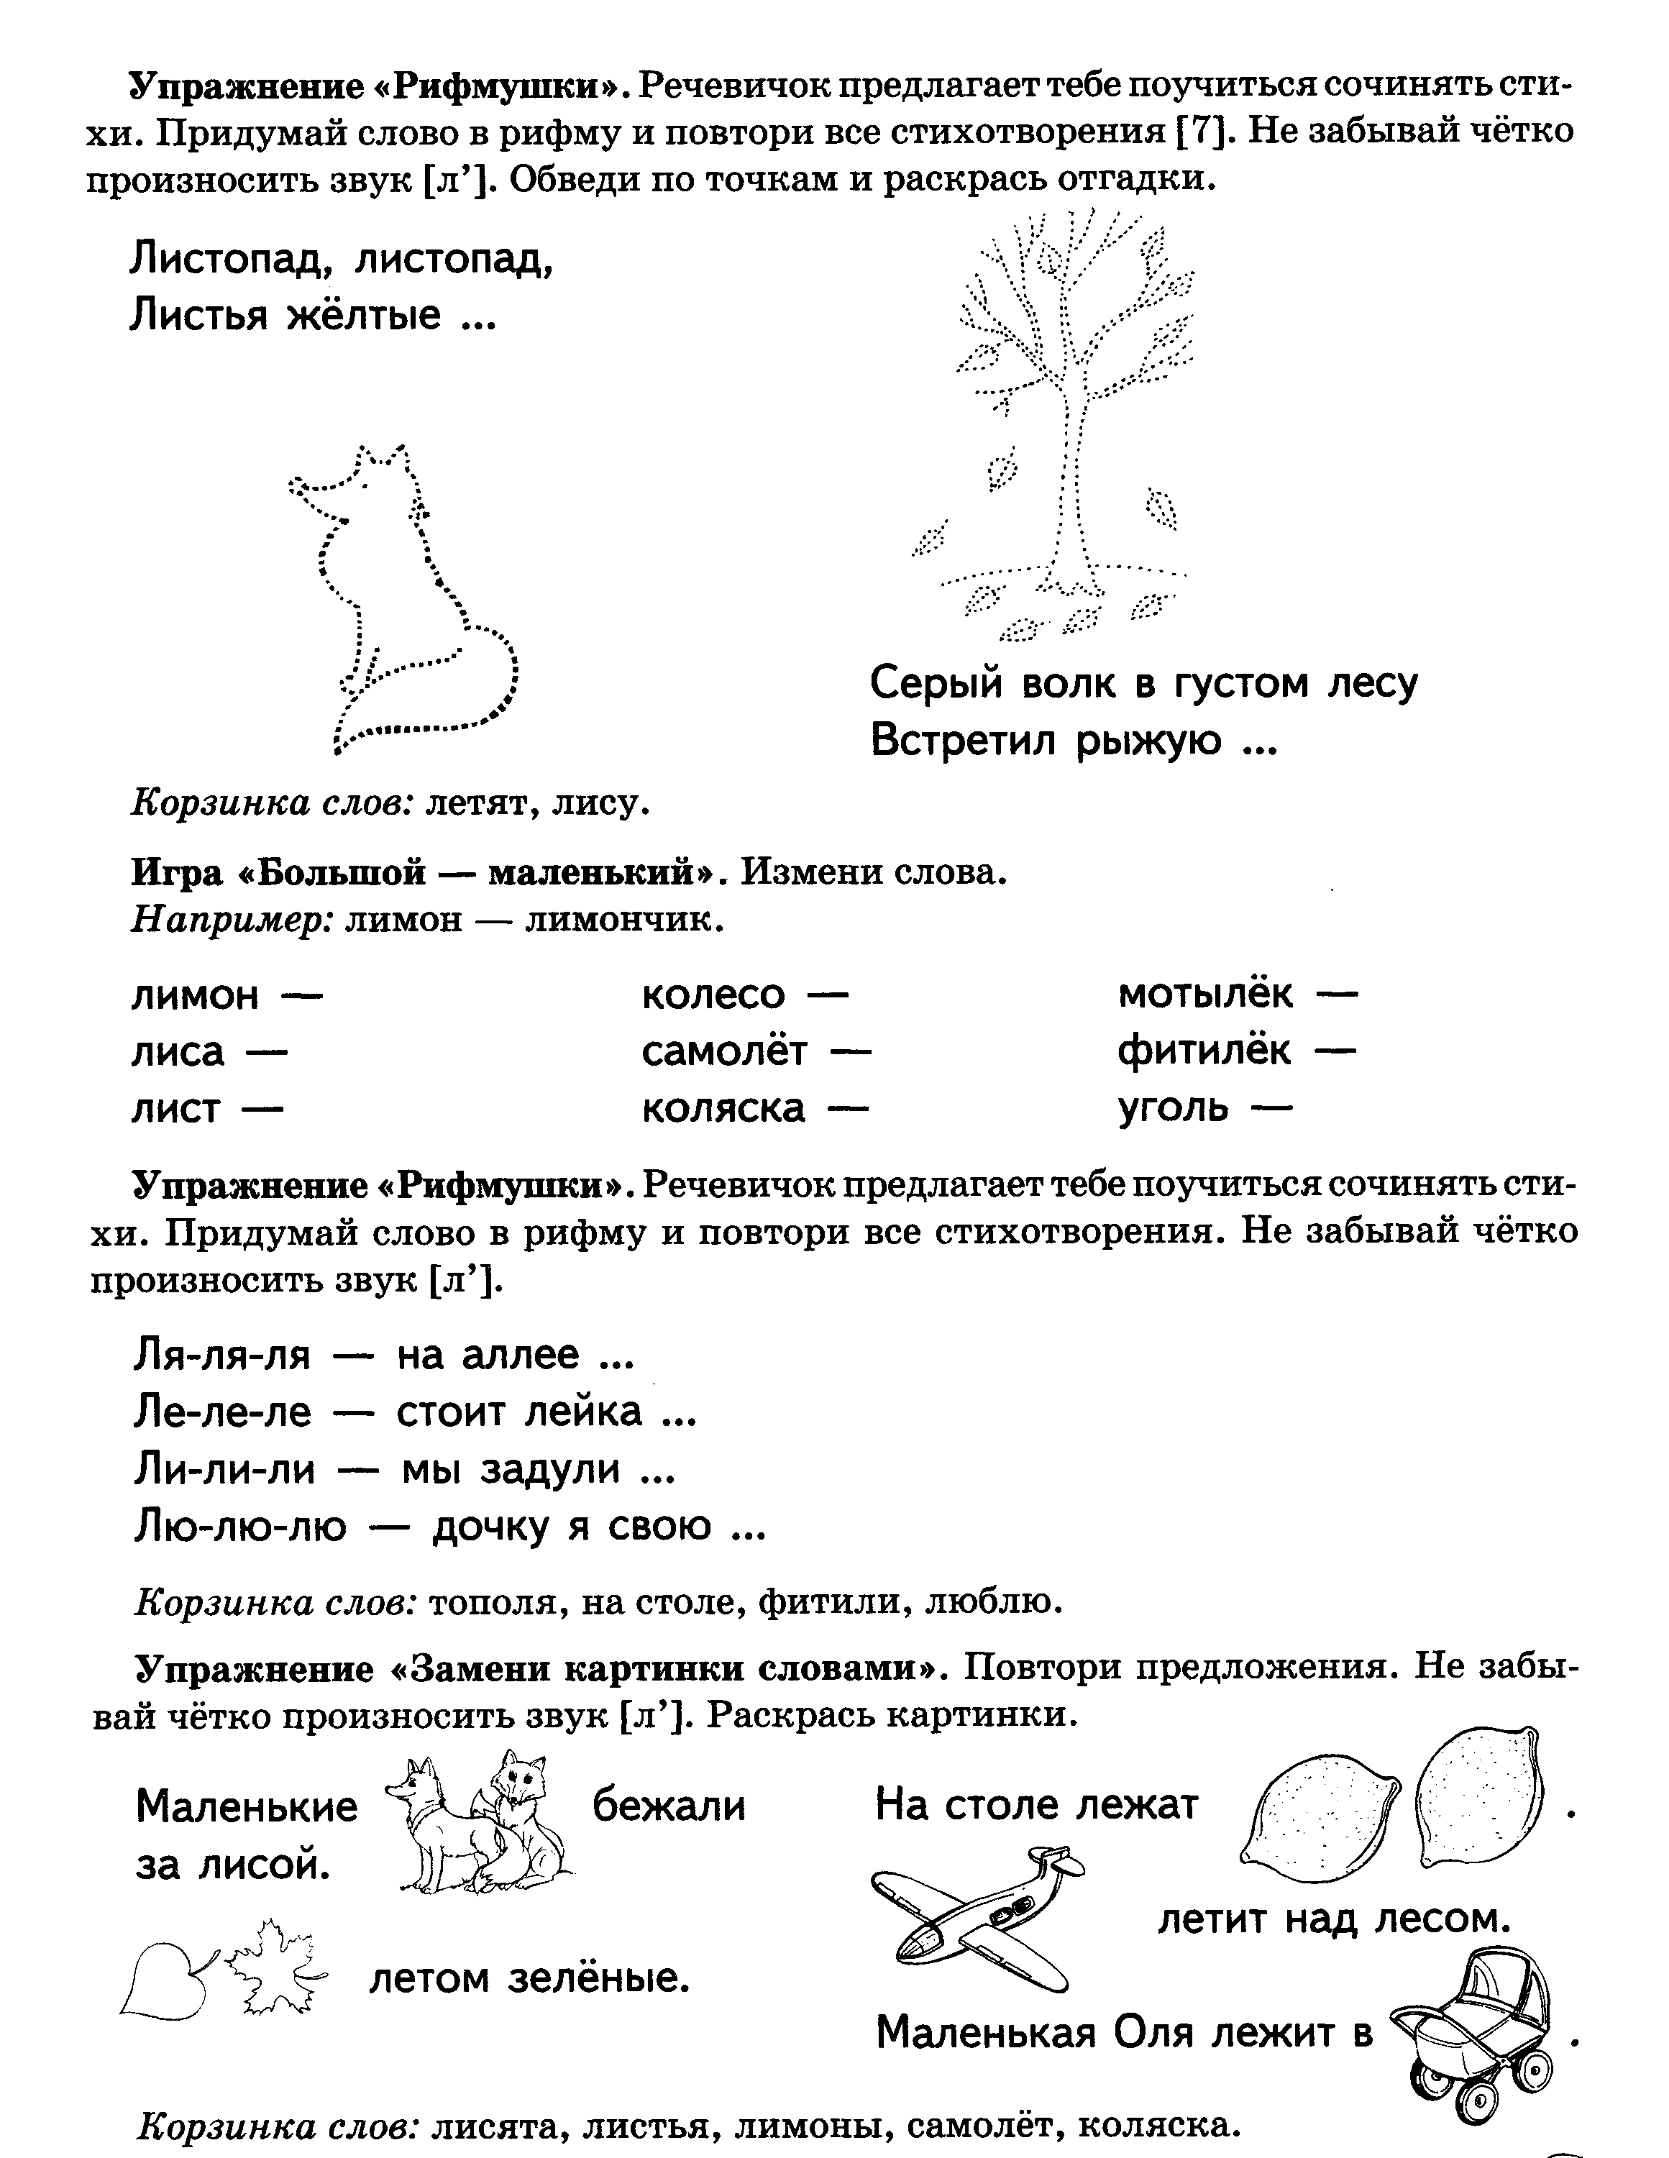 Упражнение «Рифмушки». Речевичок предлагает тебе поучиться сочинять сти-
хи. Придумай слово в рифму и повтори все стихотворения [7]. Не забывай чётко
произносить звук [л’]. Обведи по точкам и раскрась отгадки.
Листопад, листопад,
Листья жёлтые ...
Серый волк в густом лесу
Встретил рыжую ...
Корзинка слов: летят, лису.
Игра «Большой — маленький». Измени слова.
Например: лимон — лимончик.
лимон — колесо — мотылёк —
лиса — самолёт — фитилёк —
лист — коляска — уголь —
Упражнение «Рифмушки». Речевичок предлагает тебе поучиться сочинять сти-
хи. Придумай слово в рифму и повтори все стихотворения. Не забывай чётко
произносить звук [л’].
Ля-ля-ля — на аллее ...
Ле-ле-ле — стоит лейка ...
Ли-ли-ли — мы задули ...
Лю-лю-лю — дочку я свою ...
Корзинка слов: тополя, на столе, фитили, люблю.
Упражнение «Замени картинки словами». Повтори предложения. Не забы-
вай чётко произносить звук [л’]. Раскрась картинки.
Маленькие бежали
за лисой.
На столе лежат .
летит над лесом.
летом зелёные.
Маленькая Оля лежит в .
Корзинка слов: лисята, листья, лимоны, самолёт, коляска.